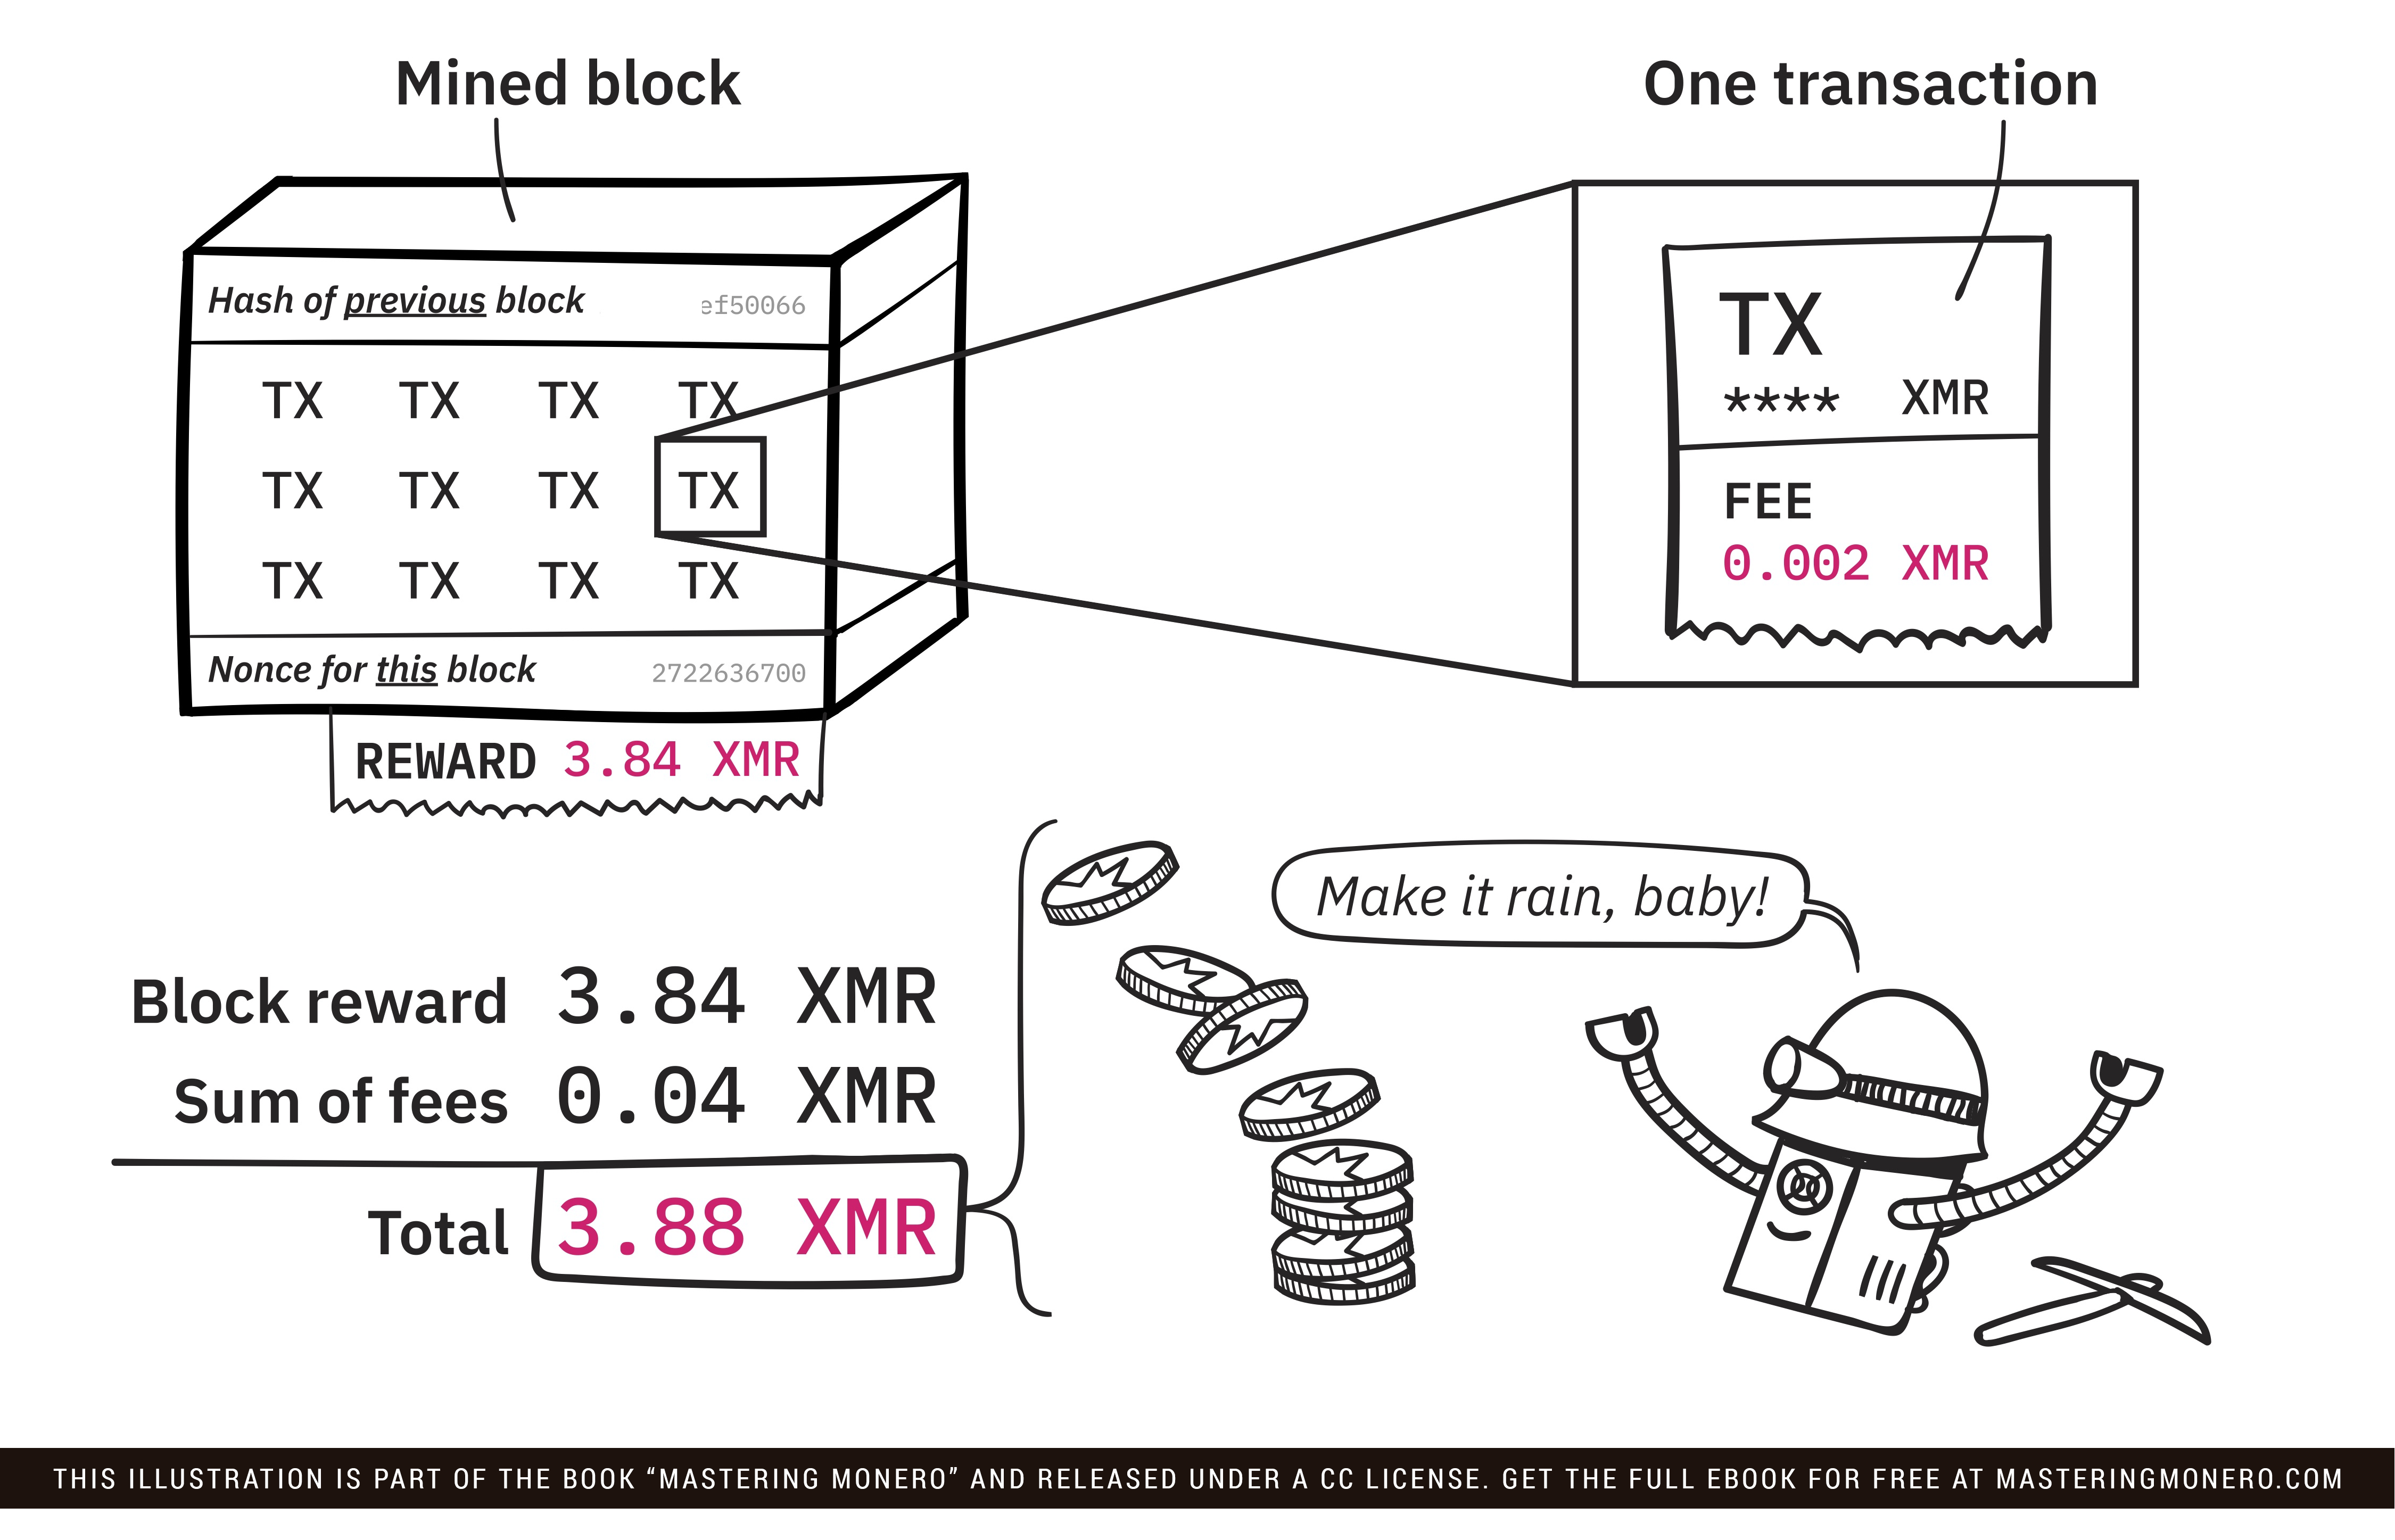 Mined block
One transaction
Hash of previous block ef50066
TX TX TX TX
TX TX TX TX
TX TX TX TX
Nonce for this block 2722636700
REWARD 3.84 XMR
TX
**** XMR
FEE
0.002 XMR
Make it rain, baby!
Block reward 3.84 XMR
Sum of fees 0.04 XMR
Total 3.88 XMR
THIS ILLUSTRATION IS PART OF THE BOOK “MASTERING MONERO” AND RELEASED UNDER A CC LICENSE. GET THE FULL EBOOK FOR FREE AT MASTERINGMONERO.COM